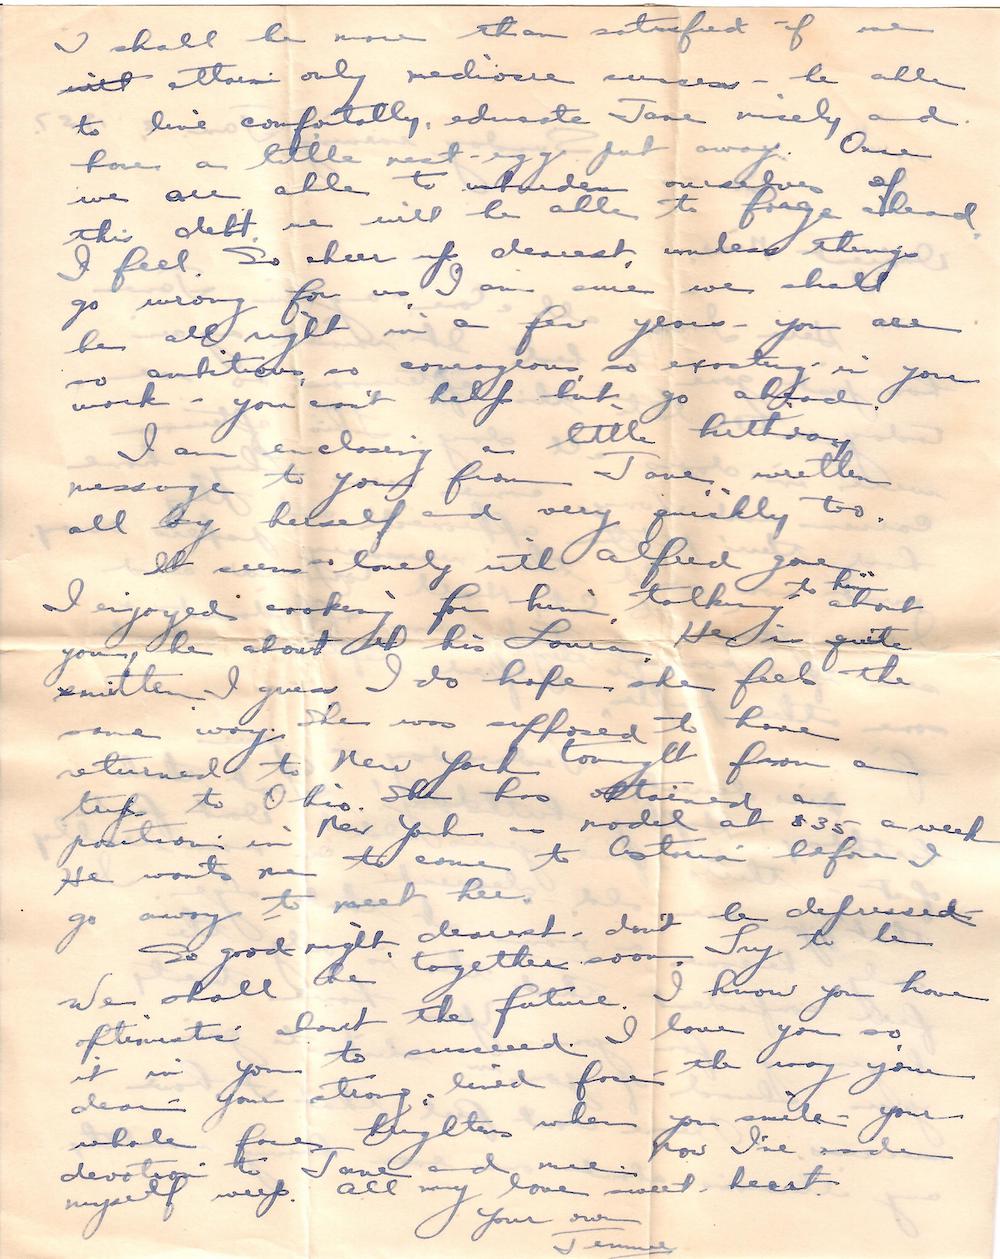 I shall be more than satisfied if we
will attain only mediocre success - be able
to live comfortably, educate Jane nicely and
have a little nest-egg put away. Once
we are able to unburden ourselves of
this debt, we will be able to forge ahead,
I feel. So cheer up dearest, unless things
go wrong for us, I am sure we shall
be all right in a few years - you are
so ambitious, so courageous, so exacting in your
work - you can't help but go ahead.
I am enclosing a little birthday
message to you from Jane, written
all by herself and very quickly too.
It seems lonely with Alfred gone.
I enjoyed cooking for him, talking to him about
you, he about his Louisa. He is quite
smitten I guess I do hope she feels the
same way. She was supposed to have
returned to New York tonight from a
trip to Ohio. She has obtained a
position in New York as model at $35 a week
He wants me to come to Astoria before I
go away to meet her.
So good night, dearest - don't be depressed -
We shall be together soon. Try to be
optimistic about the future. I know you have
it in you to succeed. I love you so
dear - your strong, lined face - the way your
whole face brightens when you smile - your
devotion to Jane and me. Now I've made
myself weep. All my love sweet-heart.
Your own
Jennie